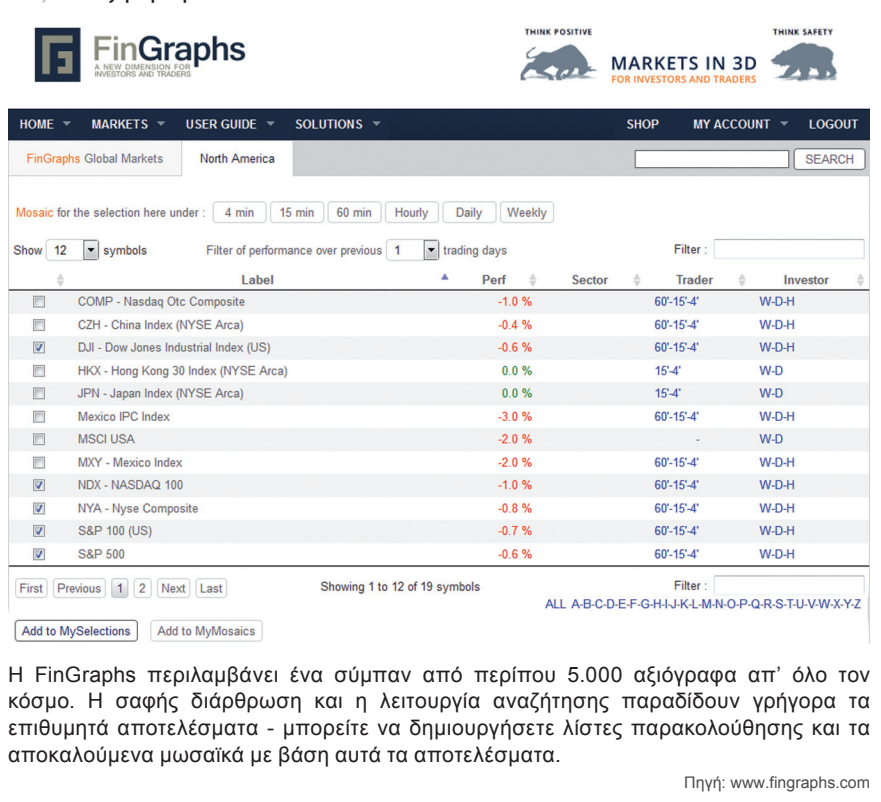 FinGraphs
A NEW DIMENSION FOR
INVESTORS AND TRADERS
THINK POSITIVE
MARKETS IN 3D
FOR INVESTORS AND TRADERS
THINK SAFETY
HOME MARKETS USER GUIDE SOLUTIONS SHOP MY ACCOUNT LOGOUT
FinGraphs Global Markets North America SEARCH
Mosaic for the selection here under : 4 min 15 min 60 min Hourly Daily Weekly
Show 12 symbols Filter of performance over previous 1 trading days Filter :
Label Perf Sector Trader Investor
COMP - Nasdaq Otc Composite -1.0 % 60'-15'-4' W-D-H
CZH - China Index (NYSE Arca) -0.4 % 60'-15'-4' W-D-H
DJI - Dow Jones Industrial Index (US) -0.6 % 60'-15'-4' W-D-H
HKX - Hong Kong 30 Index (NYSE Arca) 0.0 % 15'-4' W-D
JPN - Japan Index (NYSE Arca) 0.0 % 15'-4' W-D
Mexico IPC Index -3.0 % 60'-15'-4' W-D-H
MSCI USA -2.0 % - W-D
MXY - Mexico Index -2.0 % 60'-15'-4' W-D-H
NDX - NASDAQ 100 -1.0 % 60'-15'-4' W-D-H
NYA - Nyse Composite -0.8 % 60'-15'-4' W-D-H
S&P 100 (US) -0.7 % 60'-15'-4' W-D-H
S&P 500 -0.6 % 60'-15'-4' W-D-H
First Previous 1 2 Next Last Showing 1 to 12 of 19 symbols Filter :
ALL A-B-C-D-E-F-G-H-I-J-K-L-M-N-O-P-Q-R-S-T-U-V-W-X-Y-Z
Add to MySelections Add to MyMosaics
Η FinGraphs περιλαμβάνει ένα σύμπαν από περίπου 5.000 αξιόγραφα απ' όλο τον
κόσμο. Η σαφής διάρθρωση και η λειτουργία αναζήτησης παραδίδουν γρήγορα τα
επιθυμητά αποτελέσματα - μπορείτε να δημιουργήσετε λίστες παρακολούθησης και τα
αποκαλούμενα μωσαϊκά με βάση αυτά τα αποτελέσματα.
Πηγή: www.fingraphs.com